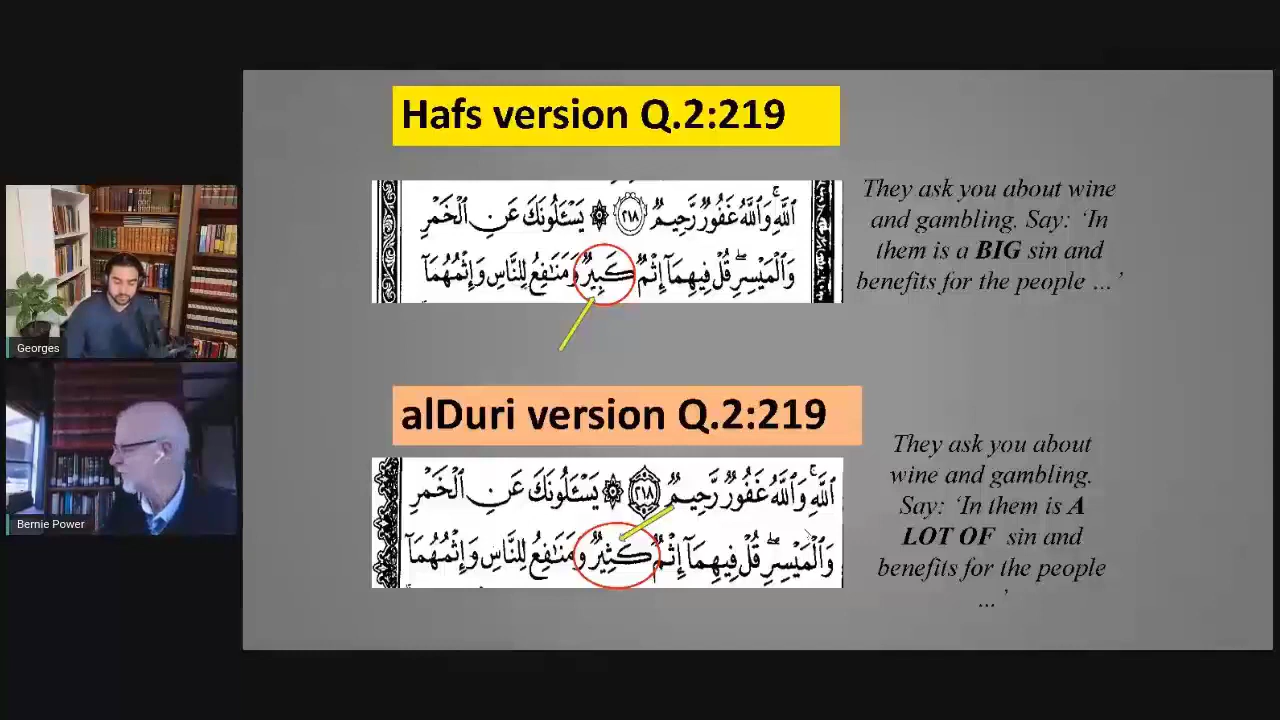 Hafs version Q.2:219
ٱللَّهِۚ وَٱللَّهُ غَفُورٌ رَّحِيمٌ ٢١٨ ۞ يَسْـَٔلُونَكَ عَنِ ٱلْخَمْرِ
وَٱلْمَيْسِرِۖ قُلْ فِيهِمَآ إِثْمٌ كَبِيرٌ وَمَنَـٰفِعُ لِلنَّاسِ وَإِثْمُهُمَآ
They ask you about wine
and gambling. Say: ‘In
them is a BIG sin and
benefits for the people …’
alDuri version Q.2:219
ٱللَّهِۚ وَٱللَّهُ غَفُورٌ رَّحِيمٌ ٢١٨ ۞ يَسْـَٔلُونَكَ عَنِ ٱلْخَمْرِ
وَٱلْمَيْسِرِۖ قُلْ فِيهِمَآ إِثْمٌ كَثِيرٌ وَمَنَـٰفِعُ لِلنَّاسِ وَإِثْمُهُمَآ
They ask you about
wine and gambling.
Say: ‘In them is A
LOT OF sin and
benefits for the people
…’
Georges
Bernie Power